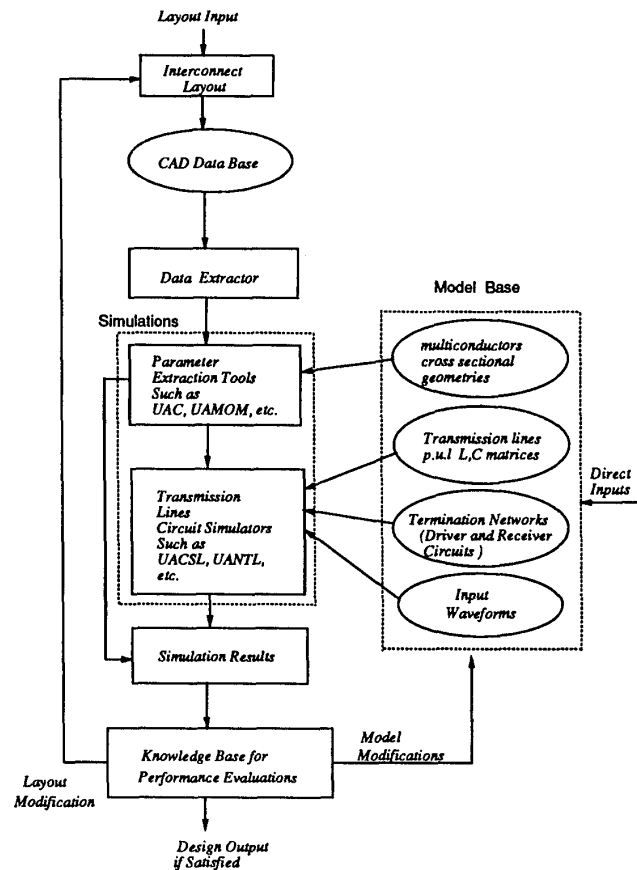 Layout Input
Interconnect
Layout
CAD Data Base
Data Extractor
Model Base
Simulations
Parameter
Extraction Tools
Such as
UAC, UAMOM, etc.
multiconductors
cross sectional
geometries
Transmission lines
p.u.l L,C matrices
Direct
Inputs
Transmission
Lines
Circuit Simulators
Such as
UACSL, UANTL,
etc.
Termination Networks
(Driver and Receiver
Circuits )
Input
Waveforms
Simulation Results
Knowledge Base for
Performance Evaluations
Model
Modifications
Layout
Modification
Design Output
if Satisfied